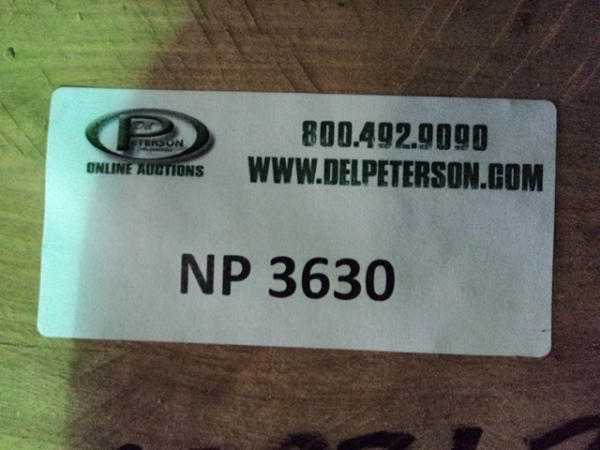 Del
PETERSON
ONLINE AUCTIONS
800.492.9090
WWW.DELPETERSON.COM
NP 3630